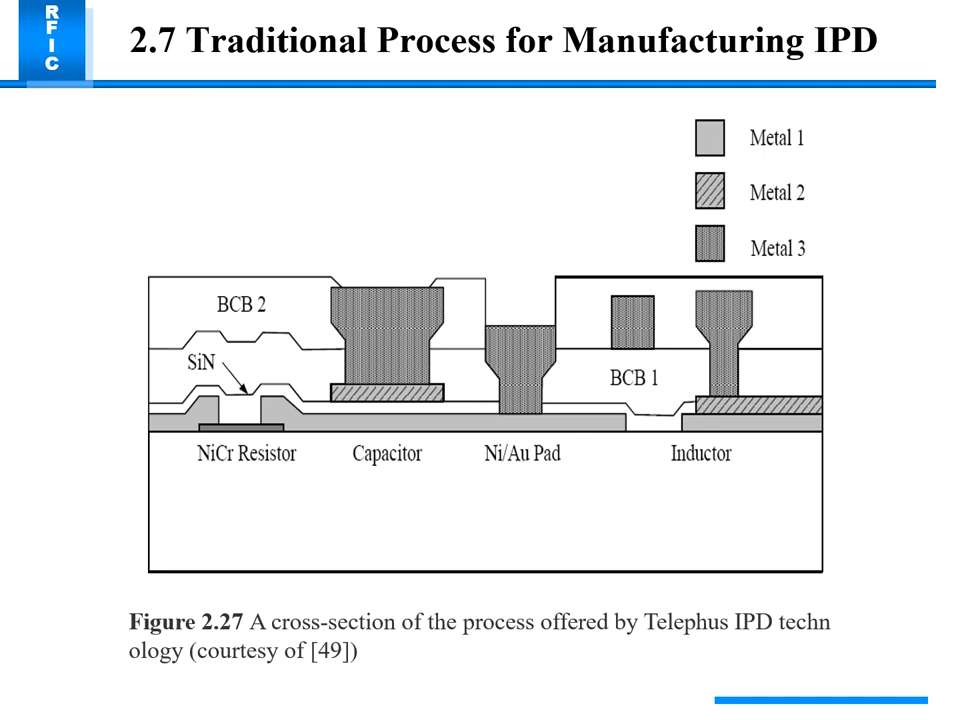 RFIC
2.7 Traditional Process for Manufacturing IPD
Metal 1
Metal 2
Metal 3
BCB 2
SiN
BCB 1
NiCr Resistor
Capacitor
Ni/Au Pad
Inductor
Figure 2.27 A cross-section of the process offered by Telephus IPD techn
ology (courtesy of [49])